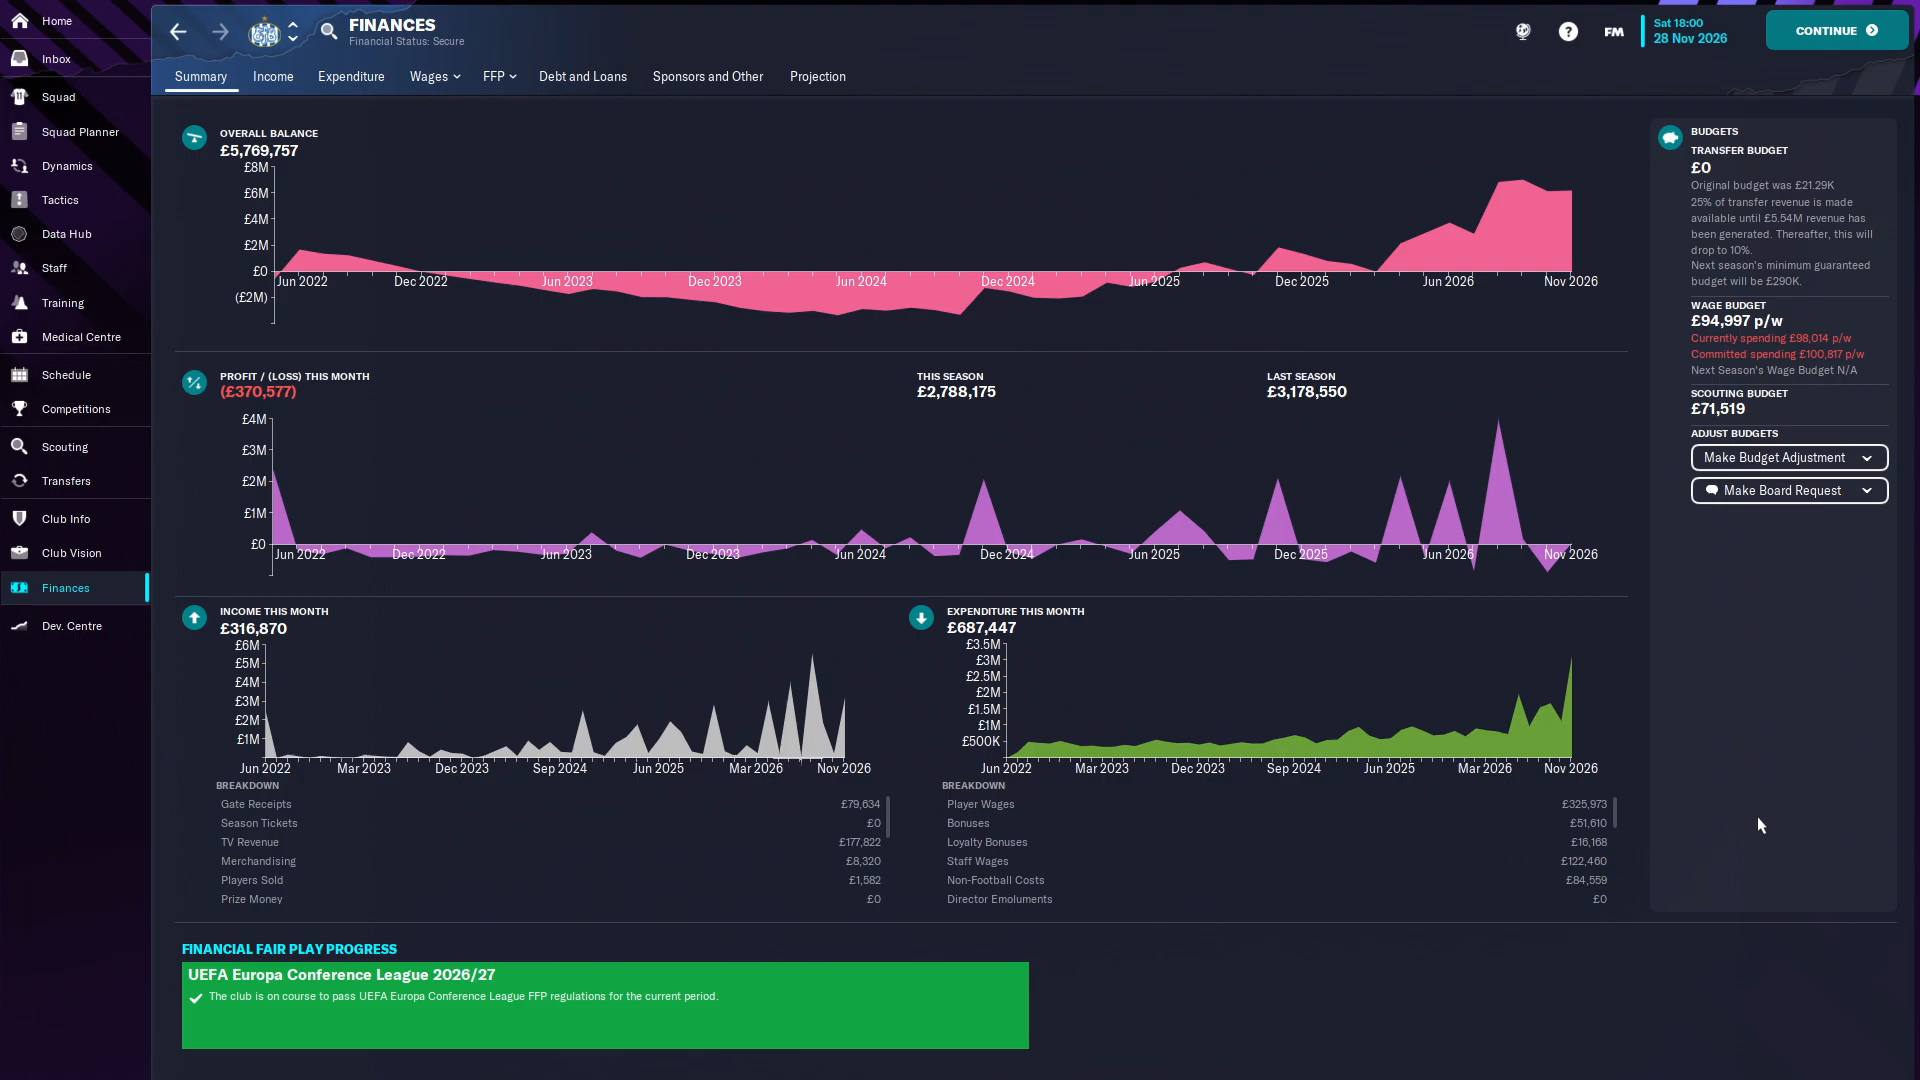 Home
Inbox
Squad
Squad Planner
Dynamics
Tactics
Data Hub
Staff
Training
Medical Centre
Schedule
Competitions
Scouting
Transfers
Club Info
Club Vision
Finances
Dev. Centre
FINANCES
Financial Status: Secure
FM
Sat 18:00
28 Nov 2026
CONTINUE
Summary
Income
Expenditure
Wages
FFP
Debt and Loans
Sponsors and Other
Projection
OVERALL BALANCE
£5,769,757
£8M
£6M
£4M
£2M
£0
(£2M)
Jun 2022 Dec 2022 Jun 2023 Dec 2023 Jun 2024 Dec 2024 Jun 2025 Dec 2025 Jun 2026 Nov 2026
PROFIT / (LOSS) THIS MONTH
(£370,577)
THIS SEASON
£2,788,175
LAST SEASON
£3,178,550
£4M
£3M
£2M
£1M
£0
Jun 2022 Dec 2022 Jun 2023 Dec 2023 Jun 2024 Dec 2024 Jun 2025 Dec 2025 Jun 2026 Nov 2026
INCOME THIS MONTH
£316,870
£6M
£5M
£4M
£3M
£2M
£1M
Jun 2022 Mar 2023 Dec 2023 Sep 2024 Jun 2025 Mar 2026 Nov 2026
BREAKDOWN
Gate Receipts £79,634
Season Tickets £0
TV Revenue £177,822
Merchandising £8,320
Players Sold £1,582
Prize Money £0
EXPENDITURE THIS MONTH
£687,447
£3.5M
£3M
£2.5M
£2M
£1.5M
£1M
£500K
Jun 2022 Mar 2023 Dec 2023 Sep 2024 Jun 2025 Mar 2026 Nov 2026
BREAKDOWN
Player Wages £325,973
Bonuses £51,610
Loyalty Bonuses £16,168
Staff Wages £122,460
Non-Football Costs £84,559
Director Emoluments £0
FINANCIAL FAIR PLAY PROGRESS
UEFA Europa Conference League 2026/27
The club is on course to pass UEFA Europa Conference League FFP regulations for the current period.
BUDGETS
TRANSFER BUDGET
£0
Original budget was £21.29K
25% of transfer revenue is made
available until £5.54M revenue has
been generated. Thereafter, this will
drop to 10%.
Next season's minimum guaranteed
budget will be £290K.
WAGE BUDGET
£94,997 p/w
Currently spending £98,014 p/w
Committed spending £100,817 p/w
Next Season's Wage Budget N/A
SCOUTING BUDGET
£71,519
ADJUST BUDGETS
Make Budget Adjustment
Make Board Request